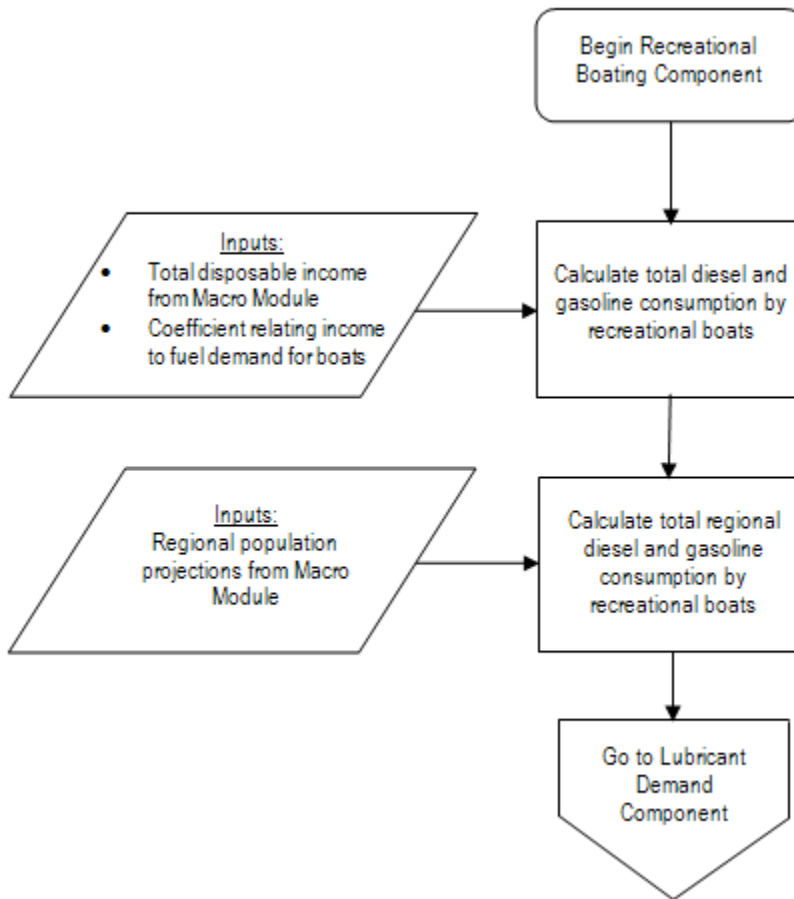 Begin Recreational
Boating Component
Inputs:
• Total disposable income
from Macro Module
• Coefficient relating income
to fuel demand for boats
Calculate total diesel and
gasoline consumption by
recreational boats
Inputs:
Regional population
projections from Macro
Module
Calculate total regional
diesel and gasoline
consumption by
recreational boats
Go to Lubricant
Demand
Component